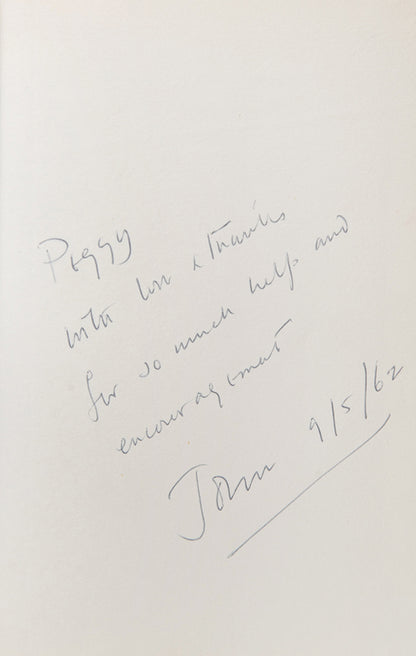 Peggy
with love & thanks
for so much help and
encouragement
John 9/5/62